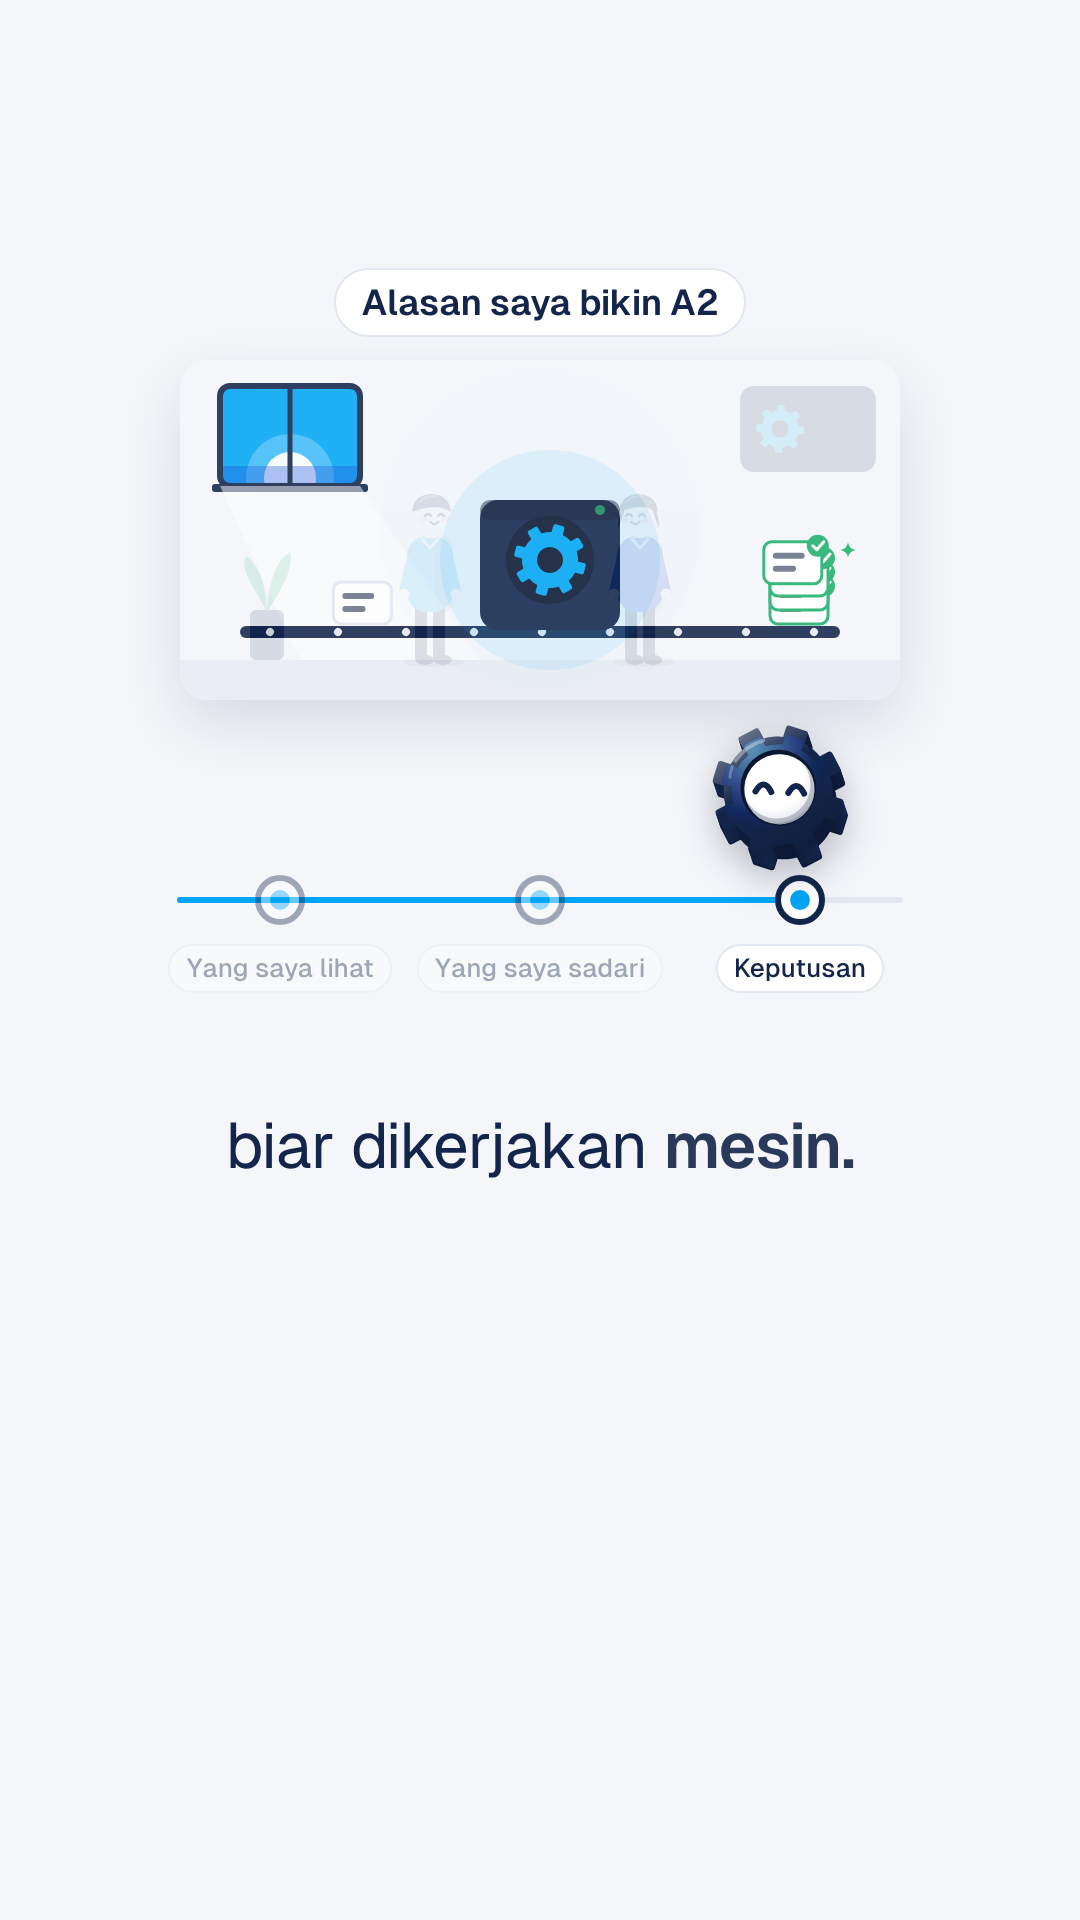 Alasan saya bikin A2
Yang saya lihat
Yang saya sadari
Keputusan
biar dikerjakan mesin.